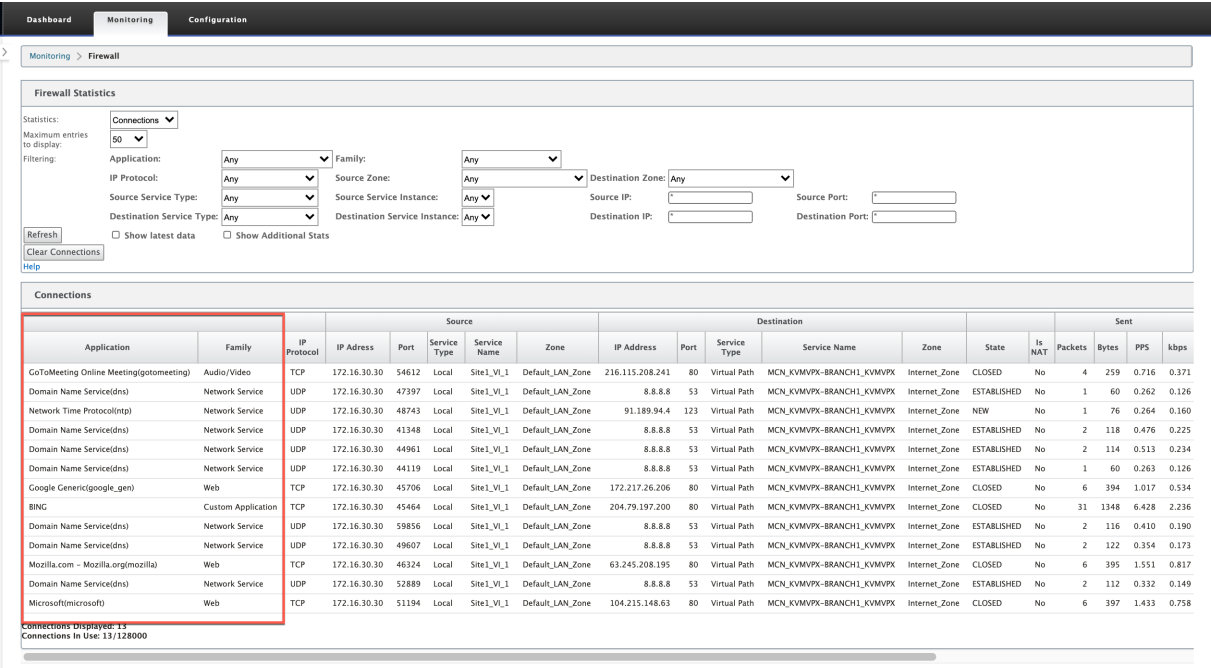 Dashboard Monitoring Configuration
Monitoring > Firewall
Firewall Statistics
Statistics: Connections
Maximum entries to display: 50
Filtering: Application: Any Family: Any
IP Protocol: Any Source Zone: Any Destination Zone: Any
Source Service Type: Any Source Service Instance: Any Source IP: * Source Port: *
Destination Service Type: Any Destination Service Instance: Any Destination IP: * Destination Port: *
Refresh Show latest data Show Additional Stats
Clear Connections
Help
Connections
Source Destination Sent
Application Family IP Protocol IP Adress Port Service Type Service Name Zone IP Address Port Service Type Service Name Zone State Is NAT Packets Bytes PPS kbps
GoToMeeting Online Meeting(gotomeeting) Audio/Video TCP 172.16.30.30 54612 Local Site1_VI_1 Default_LAN_Zone 216.115.208.241 80 Virtual Path MCN_KVMVPX-BRANCH1_KVMVPX Internet_Zone CLOSED No 4 259 0.716 0.371
Domain Name Service(dns) Network Service UDP 172.16.30.30 47397 Local Site1_VI_1 Default_LAN_Zone 8.8.8.8 53 Virtual Path MCN_KVMVPX-BRANCH1_KVMVPX Internet_Zone ESTABLISHED No 1 60 0.262 0.126
Network Time Protocol(ntp) Network Service UDP 172.16.30.30 48743 Local Site1_VI_1 Default_LAN_Zone 91.189.94.4 123 Virtual Path MCN_KVMVPX-BRANCH1_KVMVPX Internet_Zone NEW No 1 76 0.264 0.160
Domain Name Service(dns) Network Service UDP 172.16.30.30 41348 Local Site1_VI_1 Default_LAN_Zone 8.8.8.8 53 Virtual Path MCN_KVMVPX-BRANCH1_KVMVPX Internet_Zone ESTABLISHED No 2 118 0.476 0.225
Domain Name Service(dns) Network Service UDP 172.16.30.30 44961 Local Site1_VI_1 Default_LAN_Zone 8.8.8.8 53 Virtual Path MCN_KVMVPX-BRANCH1_KVMVPX Internet_Zone ESTABLISHED No 2 114 0.513 0.234
Domain Name Service(dns) Network Service UDP 172.16.30.30 44119 Local Site1_VI_1 Default_LAN_Zone 8.8.8.8 53 Virtual Path MCN_KVMVPX-BRANCH1_KVMVPX Internet_Zone ESTABLISHED No 1 60 0.263 0.126
Google Generic(google_gen) Web TCP 172.16.30.30 45706 Local Site1_VI_1 Default_LAN_Zone 172.217.26.206 80 Virtual Path MCN_KVMVPX-BRANCH1_KVMVPX Internet_Zone CLOSED No 6 394 1.017 0.534
BING Custom Application TCP 172.16.30.30 45464 Local Site1_VI_1 Default_LAN_Zone 204.79.197.200 80 Virtual Path MCN_KVMVPX-BRANCH1_KVMVPX Internet_Zone CLOSED No 31 1348 6.428 2.236
Domain Name Service(dns) Network Service UDP 172.16.30.30 59856 Local Site1_VI_1 Default_LAN_Zone 8.8.8.8 53 Virtual Path MCN_KVMVPX-BRANCH1_KVMVPX Internet_Zone ESTABLISHED No 2 116 0.410 0.190
Domain Name Service(dns) Network Service UDP 172.16.30.30 49607 Local Site1_VI_1 Default_LAN_Zone 8.8.8.8 53 Virtual Path MCN_KVMVPX-BRANCH1_KVMVPX Internet_Zone ESTABLISHED No 2 122 0.354 0.173
Mozilla.com - Mozilla.org(mozilla) Web TCP 172.16.30.30 46324 Local Site1_VI_1 Default_LAN_Zone 63.245.208.195 80 Virtual Path MCN_KVMVPX-BRANCH1_KVMVPX Internet_Zone CLOSED No 6 395 1.551 0.817
Domain Name Service(dns) Network Service UDP 172.16.30.30 52889 Local Site1_VI_1 Default_LAN_Zone 8.8.8.8 53 Virtual Path MCN_KVMVPX-BRANCH1_KVMVPX Internet_Zone ESTABLISHED No 2 112 0.332 0.149
Microsoft(microsoft) Web TCP 172.16.30.30 51194 Local Site1_VI_1 Default_LAN_Zone 104.215.148.63 80 Virtual Path MCN_KVMVPX-BRANCH1_KVMVPX Internet_Zone CLOSED No 6 397 1.433 0.758
Connections Displayed: 13
Connections In Use: 13/128000